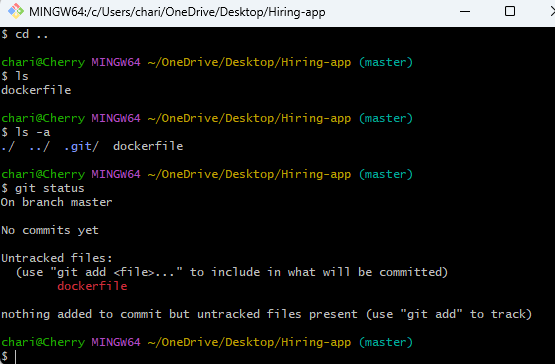 MINGW64:/c/Users/chari/OneDrive/Desktop/Hiring-app
$ cd ..
chari@Cherry MINGW64 ~/OneDrive/Desktop/Hiring-app (master)
$ ls
dockerfile
chari@Cherry MINGW64 ~/OneDrive/Desktop/Hiring-app (master)
$ ls -a
./  ../  .git/  dockerfile
chari@Cherry MINGW64 ~/OneDrive/Desktop/Hiring-app (master)
$ git status
On branch master
No commits yet
Untracked files:
  (use "git add <file>..." to include in what will be committed)
        dockerfile
nothing added to commit but untracked files present (use "git add" to track)
chari@Cherry MINGW64 ~/OneDrive/Desktop/Hiring-app (master)
$